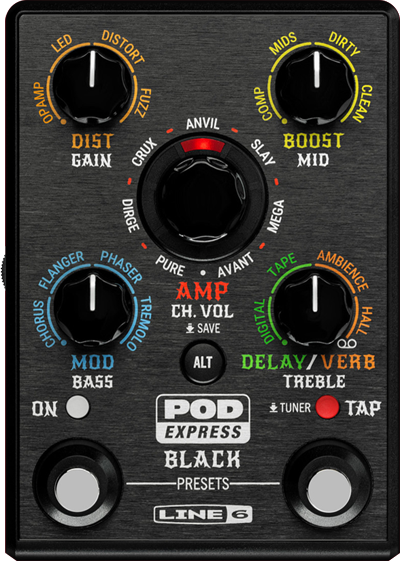 OPAMP LED DISTORT FUZZ
DIST
GAIN
COMP MIDS DIRTY CLEAN
BOOST
MID
PURE DIRGE CRUX ANVIL SLAY MEGA AVANT
AMP
CH. VOL
SAVE
CHORUS FLANGER PHASER TREMOLO
MOD
BASS
DIGITAL TAPE AMBIENCE HALL
DELAY/VERB
TREBLE
ALT
ON
TUNER
TAP
POD
EXPRESS
BLACK
PRESETS
LINE 6